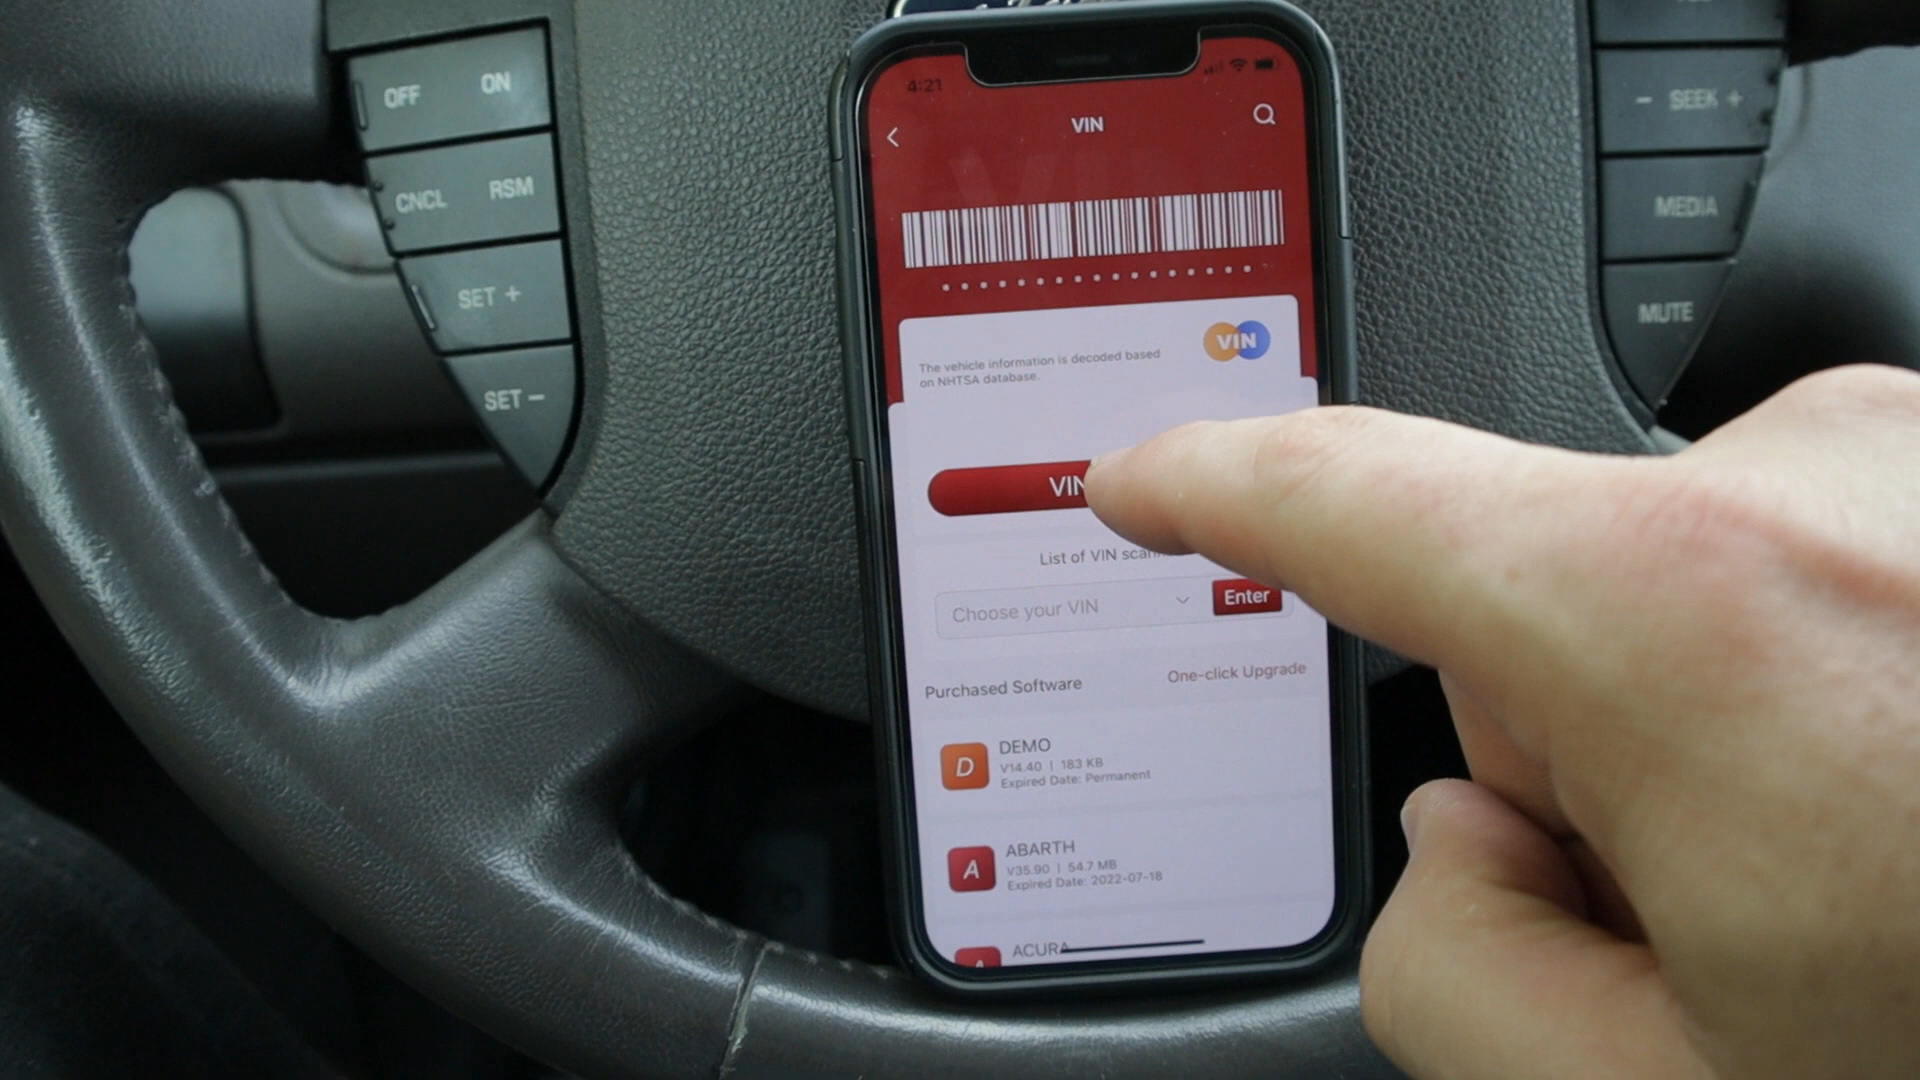 OFF ON
CNCL RSM
SET +
SET -
- SEEK +
MEDIA
MUTE
4:21
VIN
The vehicle information is decoded based
on NHTSA database.
VIN
VIN
List of VIN
Choose your VIN
Enter
Purchased Software
One-click Upgrade
D
DEMO
V14.40 | 183 KB
Expired Date: Permanent
A
ABARTH
V35.90 | 54.7 MB
Expired Date: 2022-07-18
A
ACURA